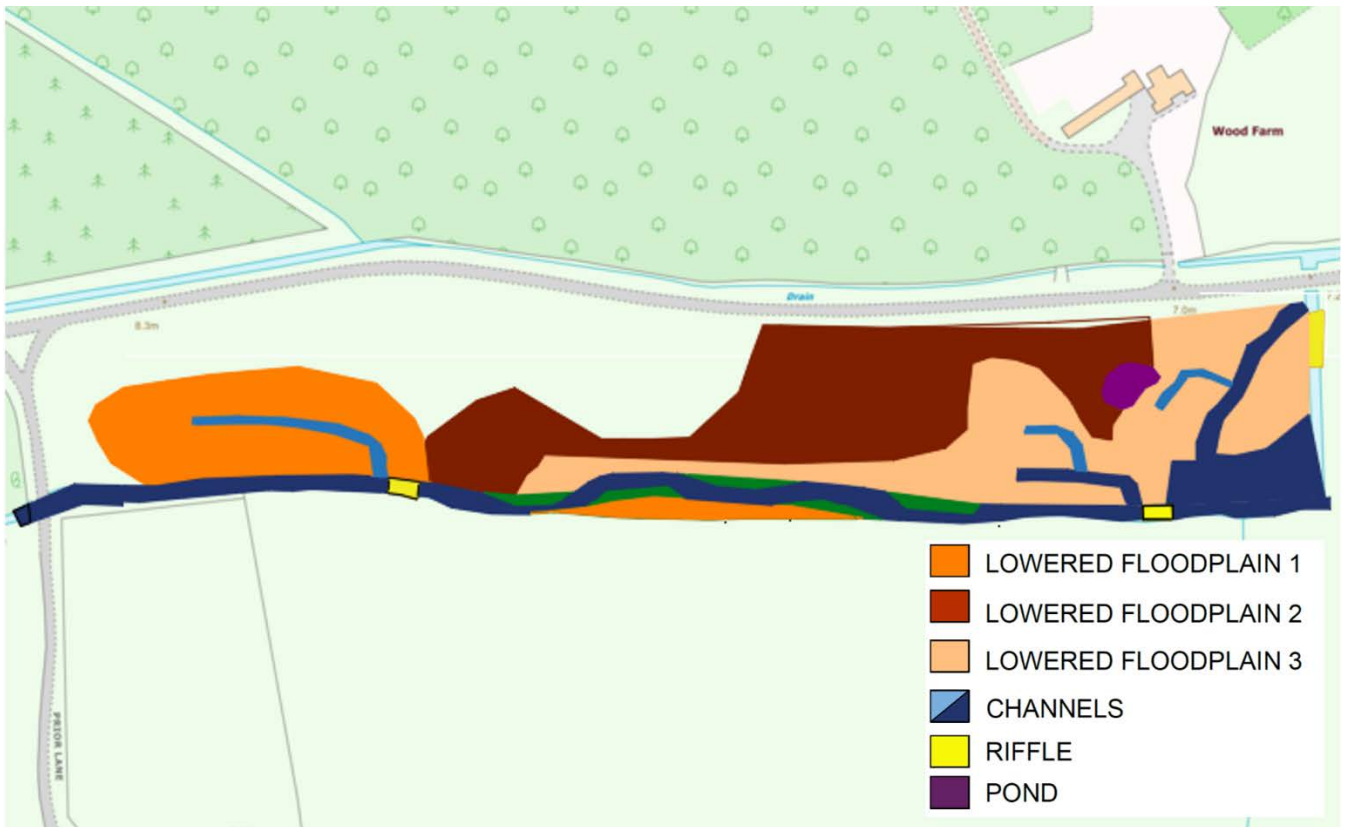 Wood Farm
Drain
8.3m
7.0m
PRIOR LANE
LOWERED FLOODPLAIN 1
LOWERED FLOODPLAIN 2
LOWERED FLOODPLAIN 3
CHANNELS
RIFFLE
POND